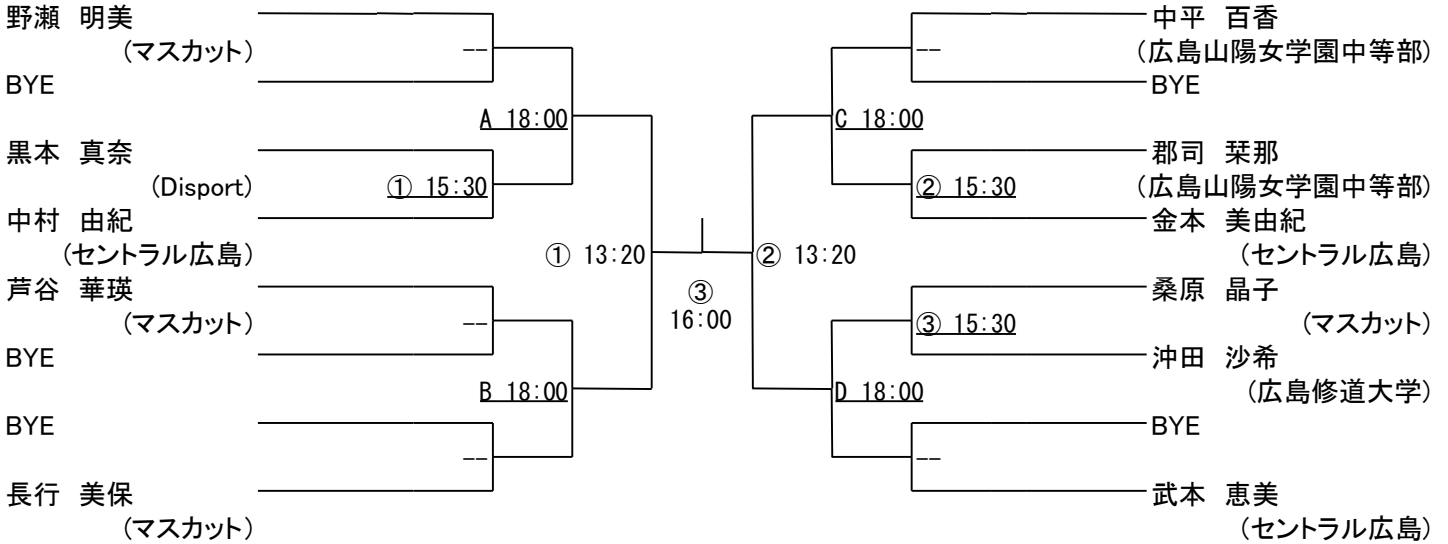 野瀬 明美
(マスカット)
--
BYE
A 18:00
黒本 真奈
(Disport)
① 15:30
中村 由紀
(セントラル広島)
① 13:20
芦谷 華瑛
(マスカット)
--
BYE
B 18:00
BYE
--
長行 美保
(マスカット)
③
16:00
中平 百香
--
(広島山陽女学園中等部)
BYE
C 18:00
郡司 栞那
② 15:30
(広島山陽女学園中等部)
金本 美由紀
(セントラル広島)
② 13:20
桑原 晶子
③ 15:30
(マスカット)
沖田 沙希
(広島修道大学)
D 18:00
BYE
--
武本 恵美
(セントラル広島)